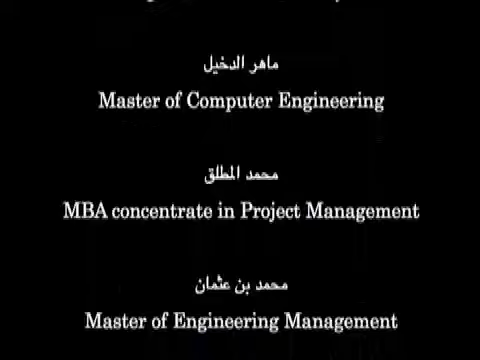 ماهر الدخيل
Master of Computer Engineering
محمد المطلق
MBA concentrate in Project Management
محمد بن عثمان
Master of Engineering Management